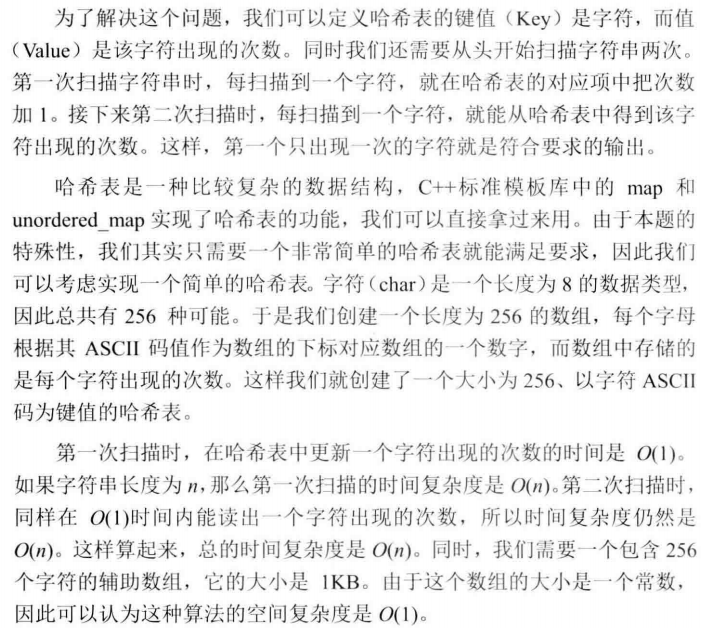 为了解决这个问题，我们可以定义哈希表的键值（Key）是字符，而值
（Value）是该字符出现的次数。同时我们还需要从头开始扫描字符串两次。
第一次扫描字符串时，每扫描到一个字符，就在哈希表的对应项中把次数
加 1。接下来第二次扫描时，每扫描到一个字符，就能从哈希表中得到该字
符出现的次数。这样，第一个只出现一次的字符就是符合要求的输出。
哈希表是一种比较复杂的数据结构，C++标准模板库中的 map 和
unordered_map 实现了哈希表的功能，我们可以直接拿过来用。由于本题的
特殊性，我们其实只需要一个非常简单的哈希表就能满足要求，因此我们
可以考虑实现一个简单的哈希表。字符（char）是一个长度为 8 的数据类型，
因此总共有 256 种可能。于是我们创建一个长度为 256 的数组，每个字母
根据其 ASCII 码值作为数组的下标对应数组的一个数字，而数组中存储的
是每个字符出现的次数。这样我们就创建了一个大小为 256、以字符 ASCII
码为键值的哈希表。
第一次扫描时，在哈希表中更新一个字符出现的次数的时间是 O(1)。
如果字符串长度为 n，那么第一次扫描的时间复杂度是 O(n)。第二次扫描时，
同样在 O(1)时间内能读出一个字符出现的次数，所以时间复杂度仍然是
O(n)。这样算起来，总的时间复杂度是 O(n)。同时，我们需要一个包含 256
个字符的辅助数组，它的大小是 1KB。由于这个数组的大小是一个常数，
因此可以认为这种算法的空间复杂度是 O(1)。